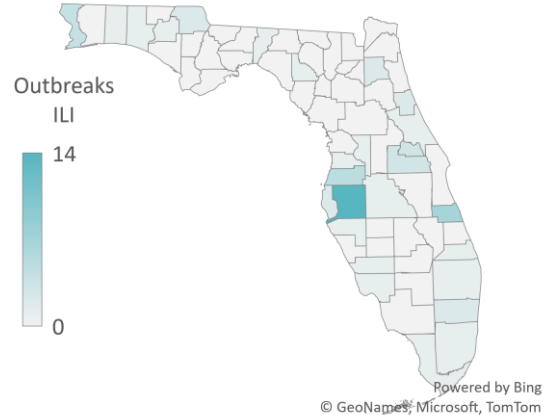 Outbreaks
ILI
14
0
Powered by Bing
© GeoNames, Microsoft, TomTom